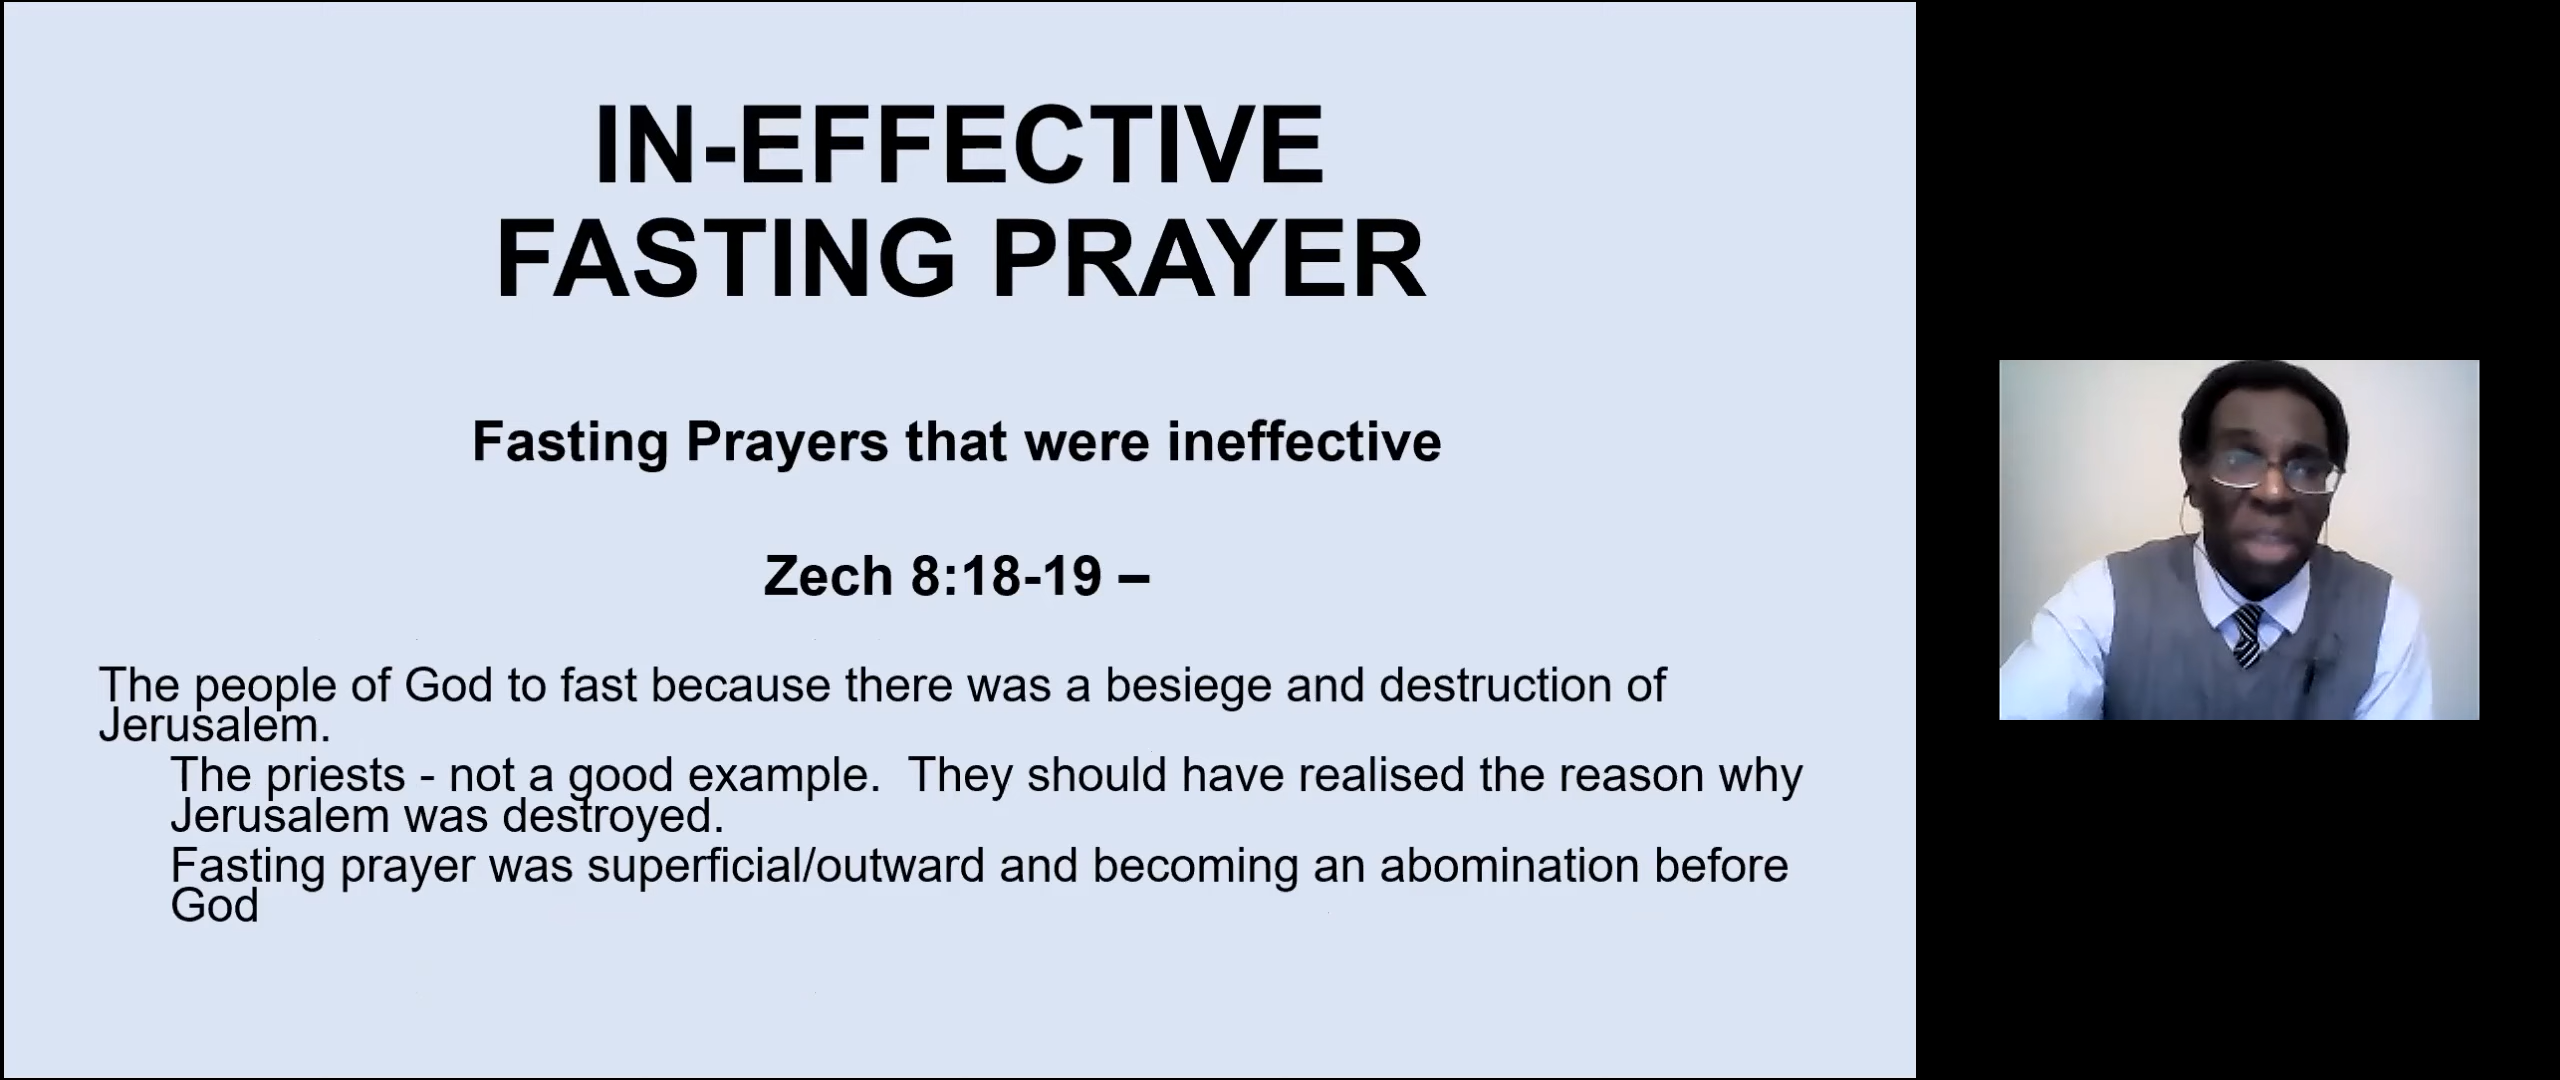 IN-EFFECTIVE
FASTING PRAYER
Fasting Prayers that were ineffective
Zech 8:18-19 –
The people of God to fast because there was a besiege and destruction of
Jerusalem.
The priests - not a good example.  They should have realised the reason why
Jerusalem was destroyed.
Fasting prayer was superficial/outward and becoming an abomination before
God